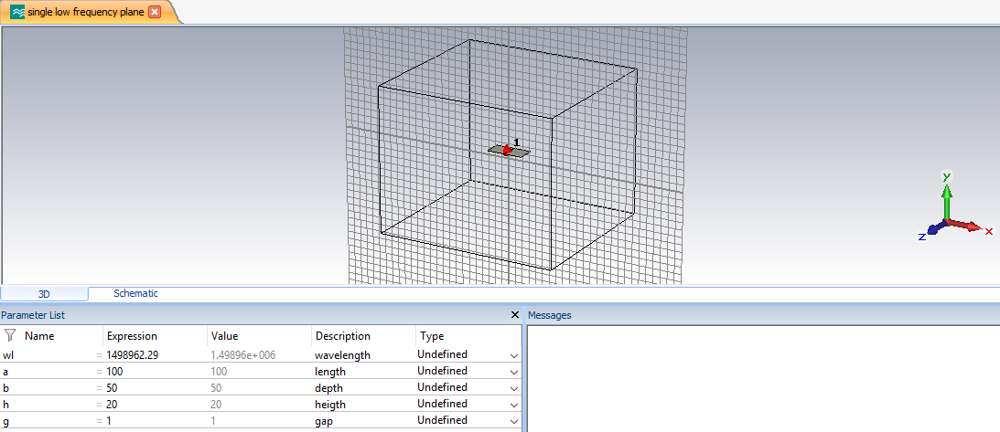 single low frequency plane
1
y
x
z
3D Schematic
Parameter List
Messages
Name Expression Value Description Type
wl = 1498962.29 1.49896e+006 wavelength Undefined
a = 100 100 length Undefined
b = 50 50 depth Undefined
h = 20 20 heigth Undefined
g = 1 1 gap Undefined